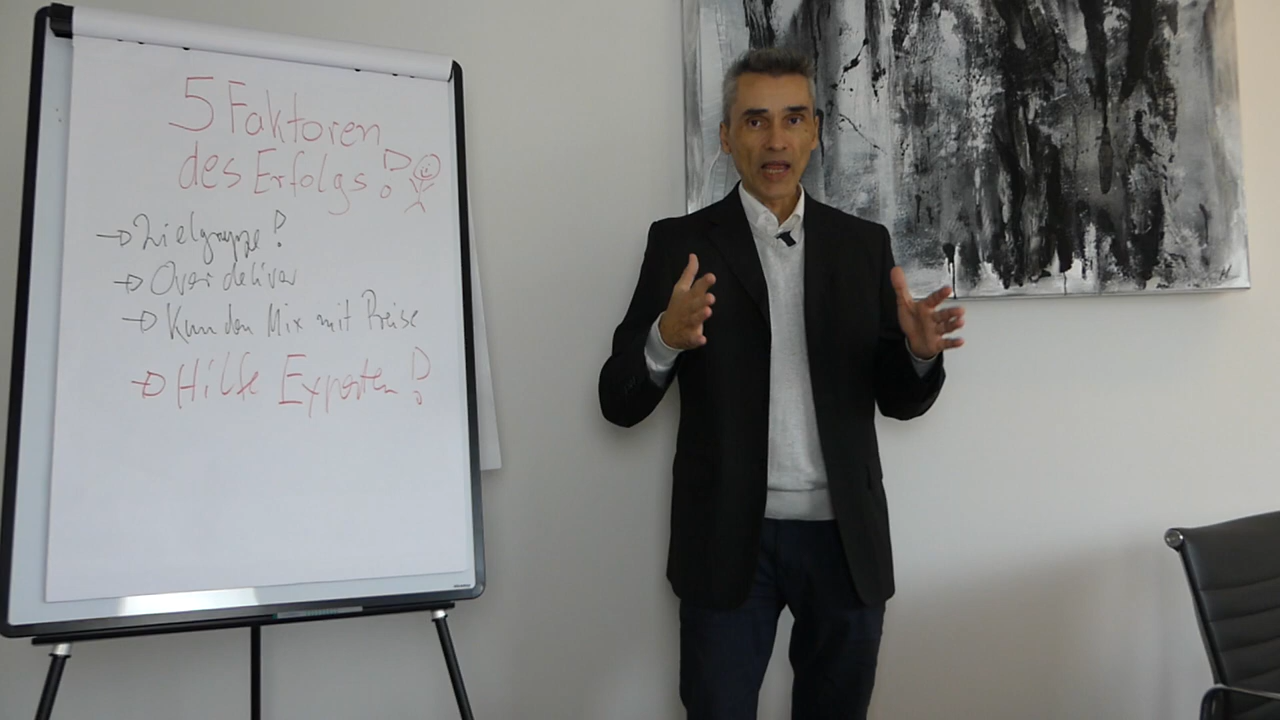 5 Faktoren
des Erfolgs!
→ Zielgruppe!
→ Over deliver
→ Kunden Mix mit Preise
→ Hilfe Experten!